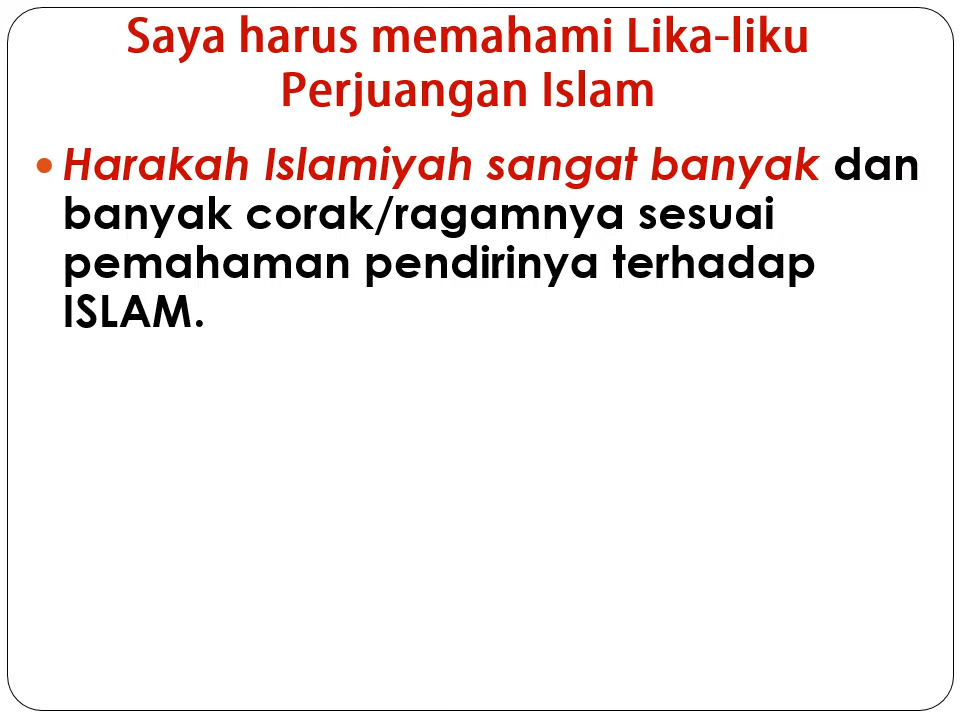 Saya harus memahami Lika-liku
Perjuangan Islam
Harakah Islamiyah sangat banyak dan
banyak corak/ragamnya sesuai
pemahaman pendirinya terhadap
ISLAM.